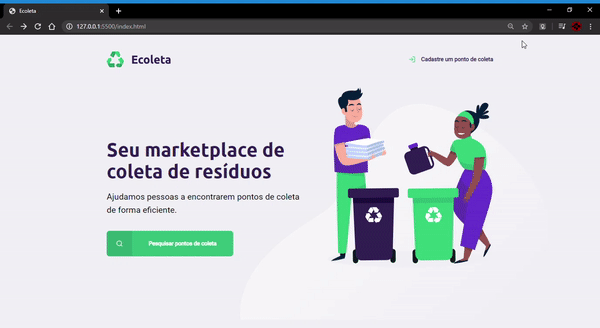 Ecoleta
127.0.0.1:5500/index.html
Ecoleta
Cadastre um ponto de coleta
Seu marketplace de
coleta de resíduos
Ajudamos pessoas a encontrarem pontos de coleta
de forma eficiente.
Pesquisar pontos de coleta